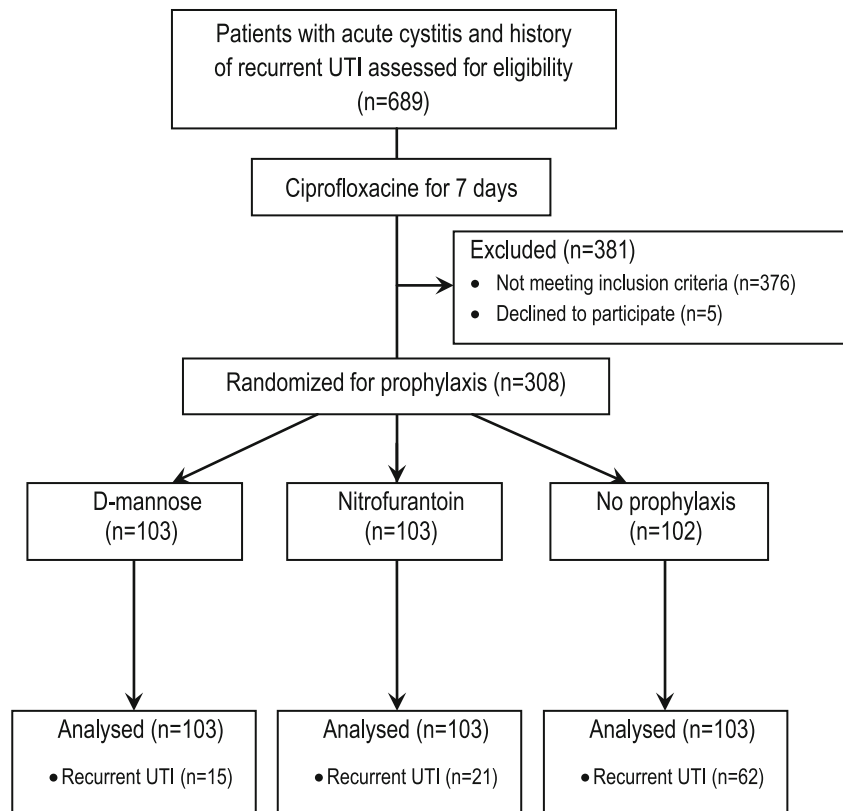 Patients with acute cystitis and history
of recurrent UTI assessed for eligibility
(n=689)
Ciprofloxacine for 7 days
Excluded (n=381)
• Not meeting inclusion criteria (n=376)
• Declined to participate (n=5)
Randomized for prophylaxis (n=308)
D-mannose
(n=103)
Nitrofurantoin
(n=103)
No prophylaxis
(n=102)
Analysed (n=103)
• Recurrent UTI (n=15)
Analysed (n=103)
• Recurrent UTI (n=21)
Analysed (n=103)
• Recurrent UTI (n=62)